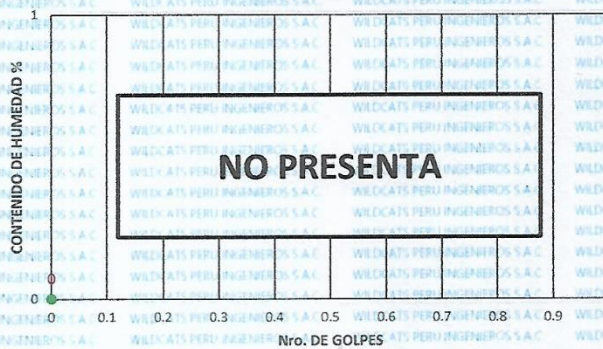 1
CONTENIDO DE HUMEDAD %
NO PRESENTA
0
0 0.1 0.2 0.3 0.4 0.5 0.6 0.7 0.8 0.9
Nro. DE GOLPES
WILDCATS PERU INGENIEROS S.A.C